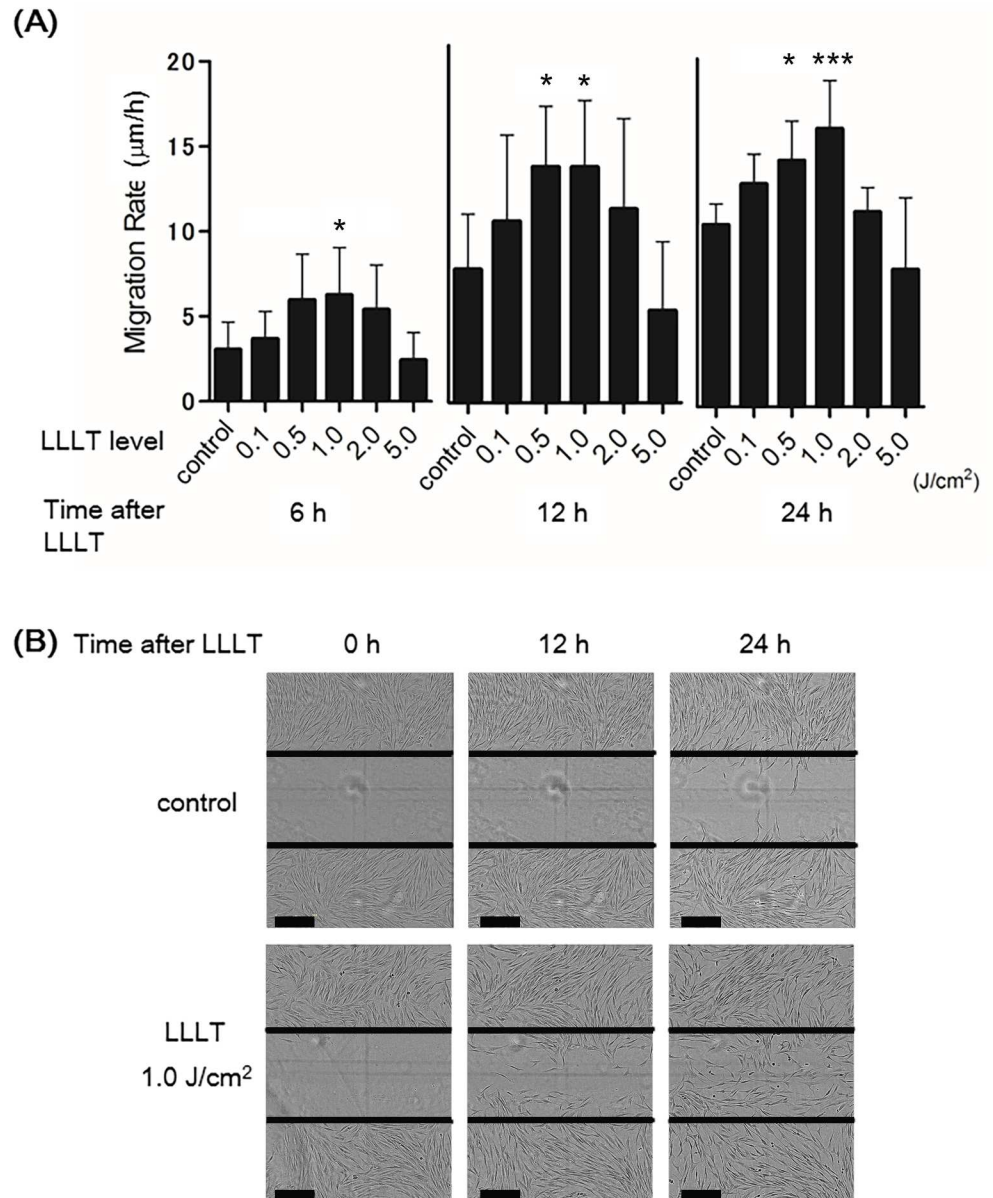 (A)
20
15
10
5
0
Migration Rate (μm/h)
* * * * ***
LLLT level
control 0.1 0.5 1.0 2.0 5.0
control 0.1 0.5 1.0 2.0 5.0
control 0.1 0.5 1.0 2.0 5.0
(J/cm²)
Time after
LLLT
6 h 12 h 24 h
(B) Time after LLLT 0 h 12 h 24 h
control
LLLT
1.0 J/cm²